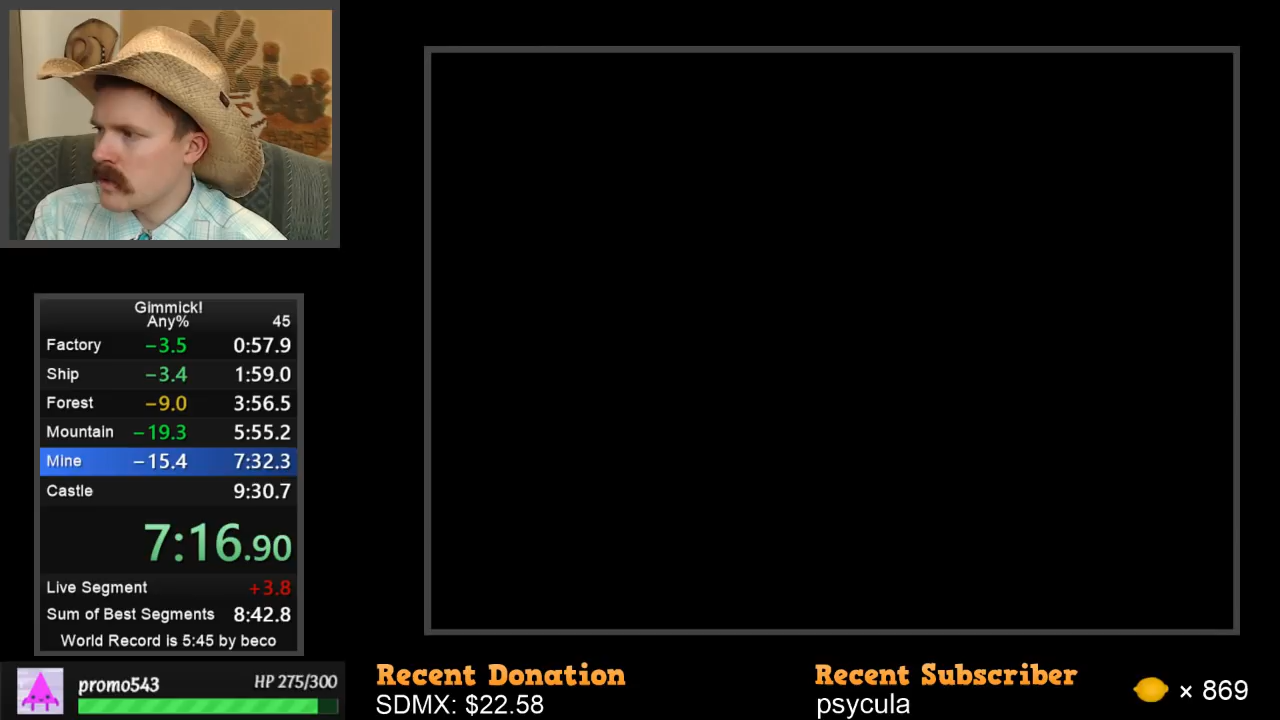 Gimmick!
Any% 45
Factory −3.5 0:57.9
Ship −3.4 1:59.0
Forest −9.0 3:56.5
Mountain −19.3 5:55.2
Mine −15.4 7:32.3
Castle 9:30.7
7:16.90
Live Segment +3.8
Sum of Best Segments 8:42.8
World Record is 5:45 by beco
promo543 HP 275/300
Recent Donation
SDMX: $22.58
Recent Subscriber
psycula
× 869